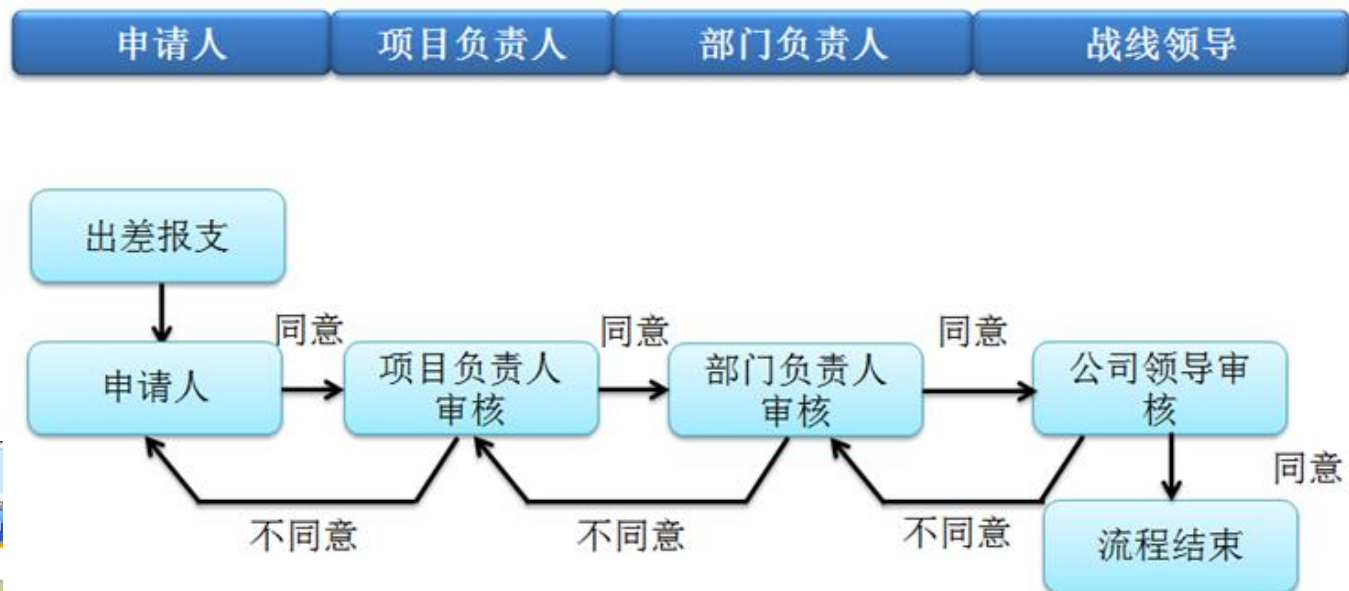 申请人
项目负责人
部门负责人
战线领导
出差报支
同意
同意
同意
申请人
项目负责人
审核
部门负责人
审核
公司领导审
核
同意
不同意
不同意
不同意
流程结束